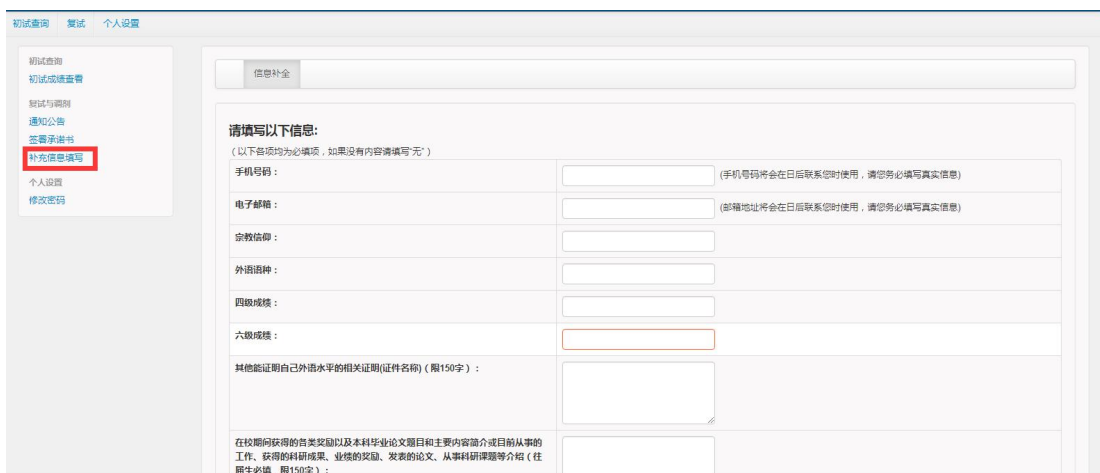 初试查询 复试 个人设置
初试查询
初试成绩查看
复试与调剂
通知公告
签署承诺书
补充信息填写
个人设置
修改密码
信息补全
请填写以下信息:
(以下各项均为必填项,如果没有内容请填写"无")
手机号码: (手机号码将会在日后联系您时使用,请您务必填写真实信息)
电子邮箱: (邮箱地址将会在日后联系您时使用,请您务必填写真实信息)
宗教信仰:
外语语种:
四级成绩:
六级成绩:
其他能证明自己外语水平的相关证明(证件名称)(限150字):
在校期间获得的各类奖励以及本科毕业论文题目和主要内容简介或目前从事的
工作、获得的科研成果、业绩的奖励、发表的论文、从事科研课题等介绍(往
届生必填,限150字):